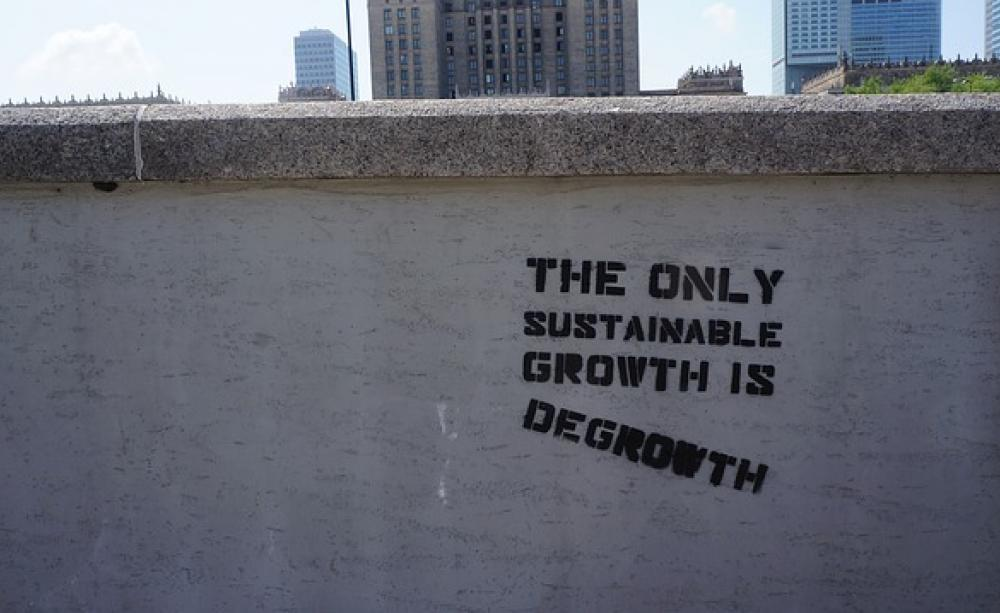 THE ONLY
SUSTAINABLE
GROWTH IS
DEGROWTH